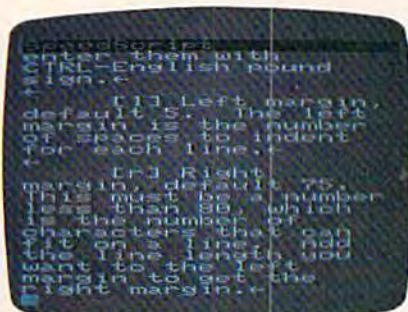 SpeedScript
enter them with
CTRL-English pound
sign.←
←
[l] Left margin,
default 5. The left
margin is the number
of spaces to indent
for each line.←
←
[r] Right
margin, default 75.
This must be a number
less than 80, which
is the number of
characters that can
fit on a line. Add
the line length you
want to the left
margin to get the
right margin.←